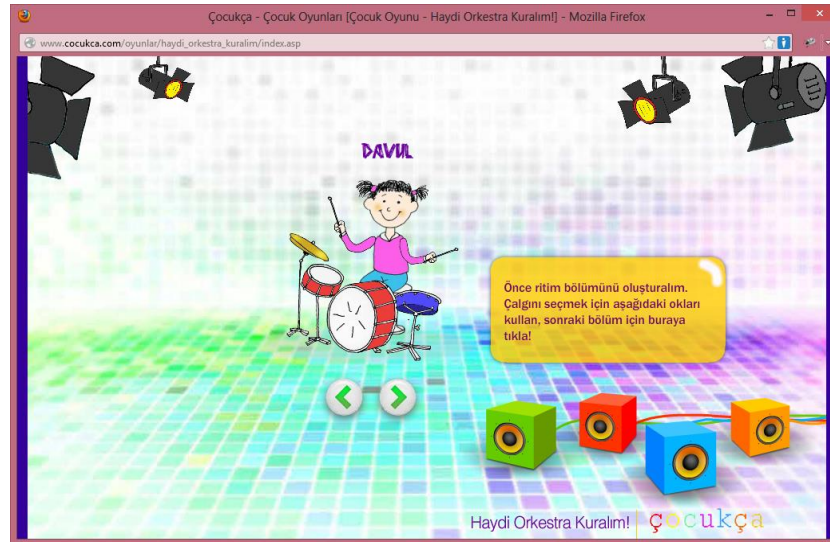 Çocukça - Çocuk Oyunları [Çocuk Oyunu - Haydi Orkestra Kuralım!] - Mozilla Firefox
www.cocukca.com/oyunlar/haydi_orkestra_kuralim/index.asp
DAVUL
Önce ritim bölümünü oluşturalım.
Çalgını seçmek için aşağıdaki okları
kullan, sonraki bölüm için buraya
tıkla!
Haydi Orkestra Kuralım! çocukça